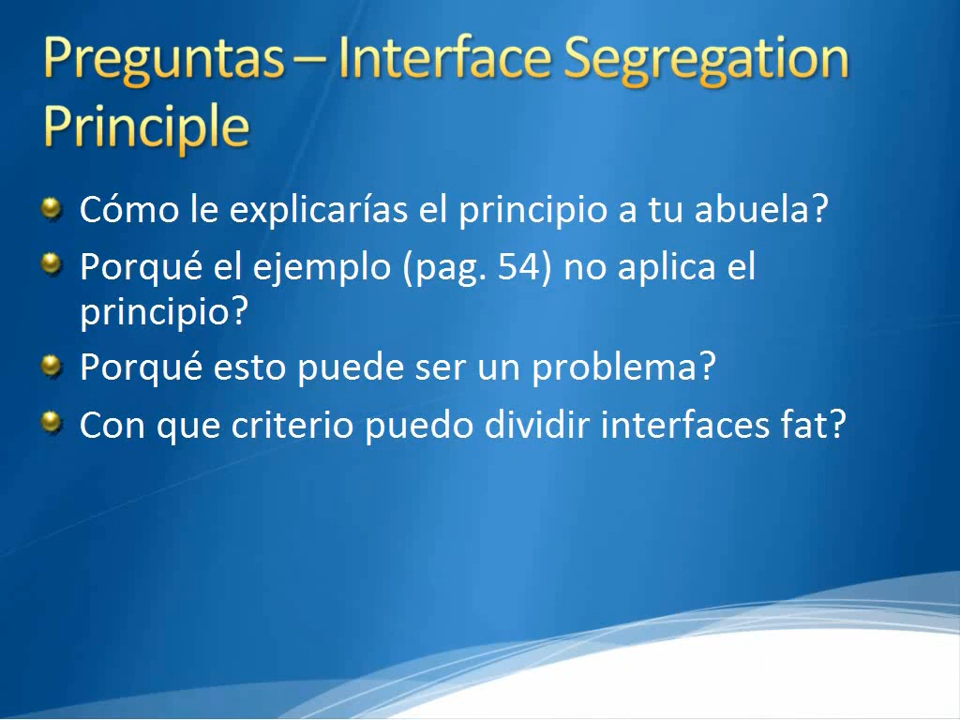 Preguntas – Interface Segregation
Principle
Cómo le explicarías el principio a tu abuela?
Porqué el ejemplo (pag. 54) no aplica el
principio?
Porqué esto puede ser un problema?
Con que criterio puedo dividir interfaces fat?